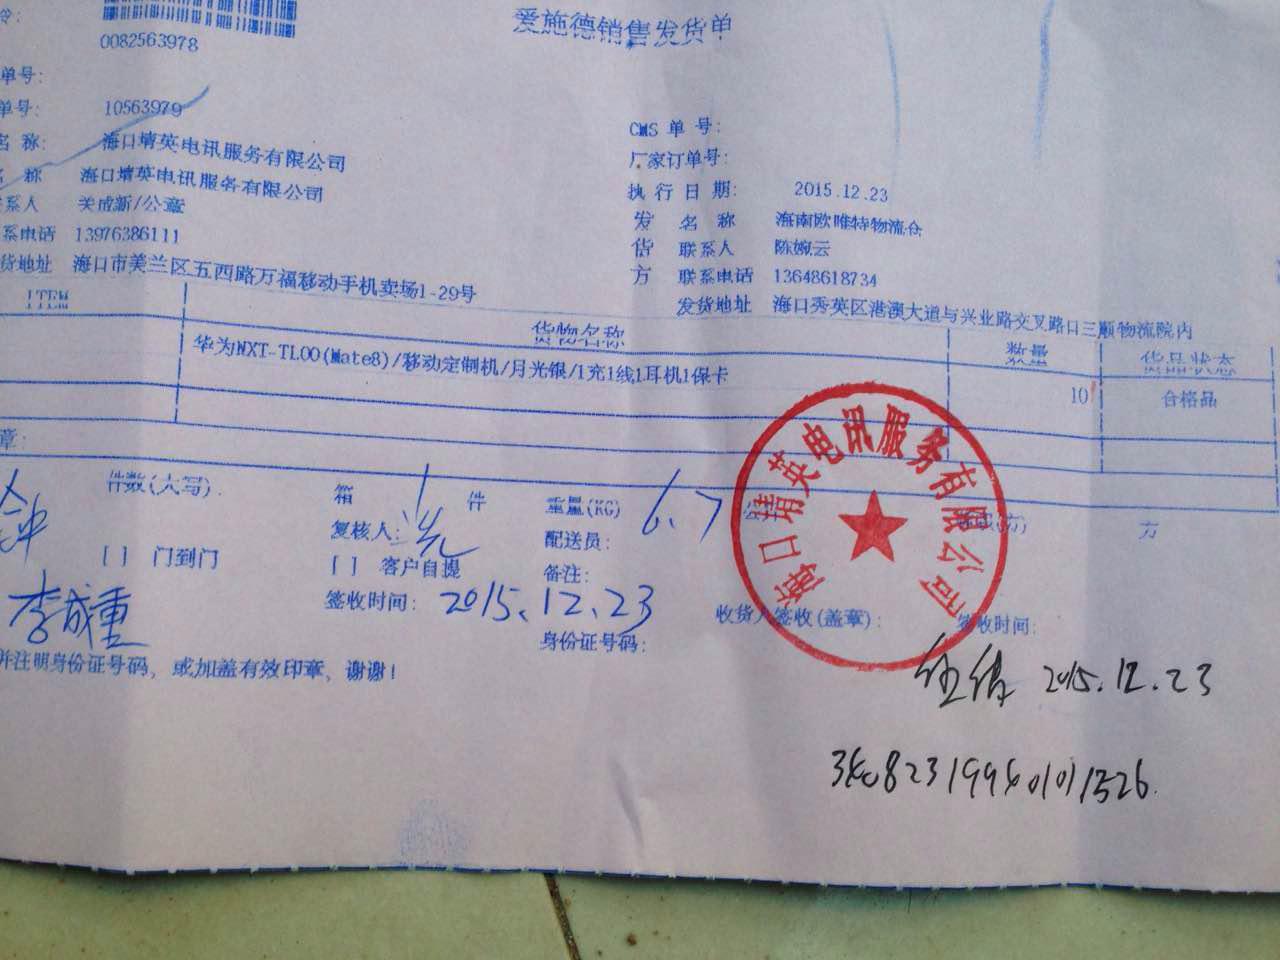 爱施德销售发货单
0082563978
单号:
单号: 10563979
CMS 单号:
名 称: 海口精英电讯服务有限公司
厂家订单号:
名 称 海口精英电讯服务有限公司
执行日期: 2015.12.23
系人 关成新/公章
发 名 称 海南欧唯特物流仓
系电话 13976386111
货 联系人 陈婉云
货地址 海口市美兰区五西路万福移动手机卖场1-29号
方 联系电话 13648618734
发货地址 海口秀英区港澳大道与兴业路交叉路口三顺物流院内
ITEM 货物名称 数量 货品状态
华为NXT-TL00(Mate8)/移动定制机/月光银/1充1线1耳机1保卡 10 合格品
章:
件数(大写): 箱 1 件 重量(KG) 6.7 方
复核人: 配送员:
[ ] 门到门 [ ] 客户自提 备注:
李成重 签收时间: 2015.12.23 收货人签收(盖章): 签收时间:
身份证号码:
并注明身份证号码, 或加盖有效印章, 谢谢!
海口精英电讯服务有限公司
2015.12.23